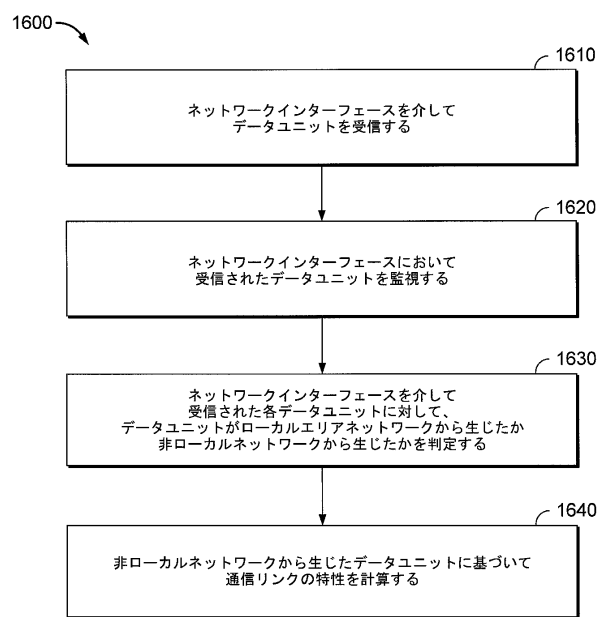 1600
1610
ネットワークインターフェースを介して
データユニットを受信する
1620
ネットワークインターフェースにおいて
受信されたデータユニットを監視する
1630
ネットワークインターフェースを介して
受信された各データユニットに対して、
データユニットがローカルエリアネットワークから生じたか
非ローカルネットワークから生じたかを判定する
1640
非ローカルネットワークから生じたデータユニットに基づいて
通信リンクの特性を計算する